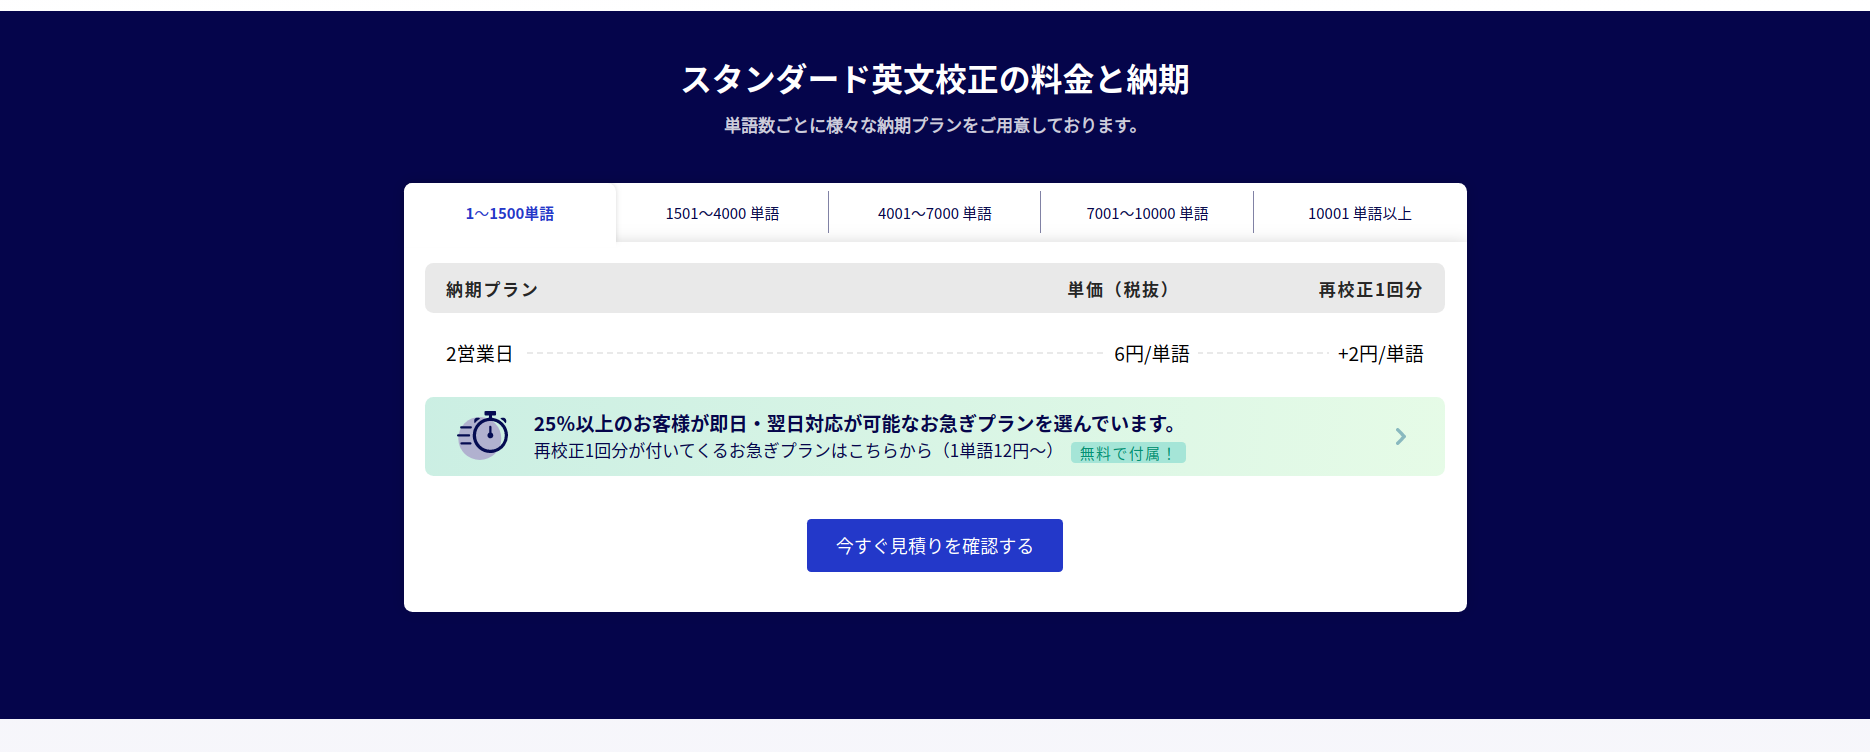 スタンダード英文校正の料金と納期
単語数ごとに様々な納期プランをご用意しております。
1～1500単語
1501～4000 単語
4001～7000 単語
7001～10000 単語
10001 単語以上
納期プラン
単価（税抜）
再校正1回分
2営業日
6円/単語
+2円/単語
25%以上のお客様が即日・翌日対応が可能なお急ぎプランを選んでいます。
再校正1回分が付いてくるお急ぎプランはこちらから（1単語12円〜） 無料で付属！
今すぐ見積りを確認する